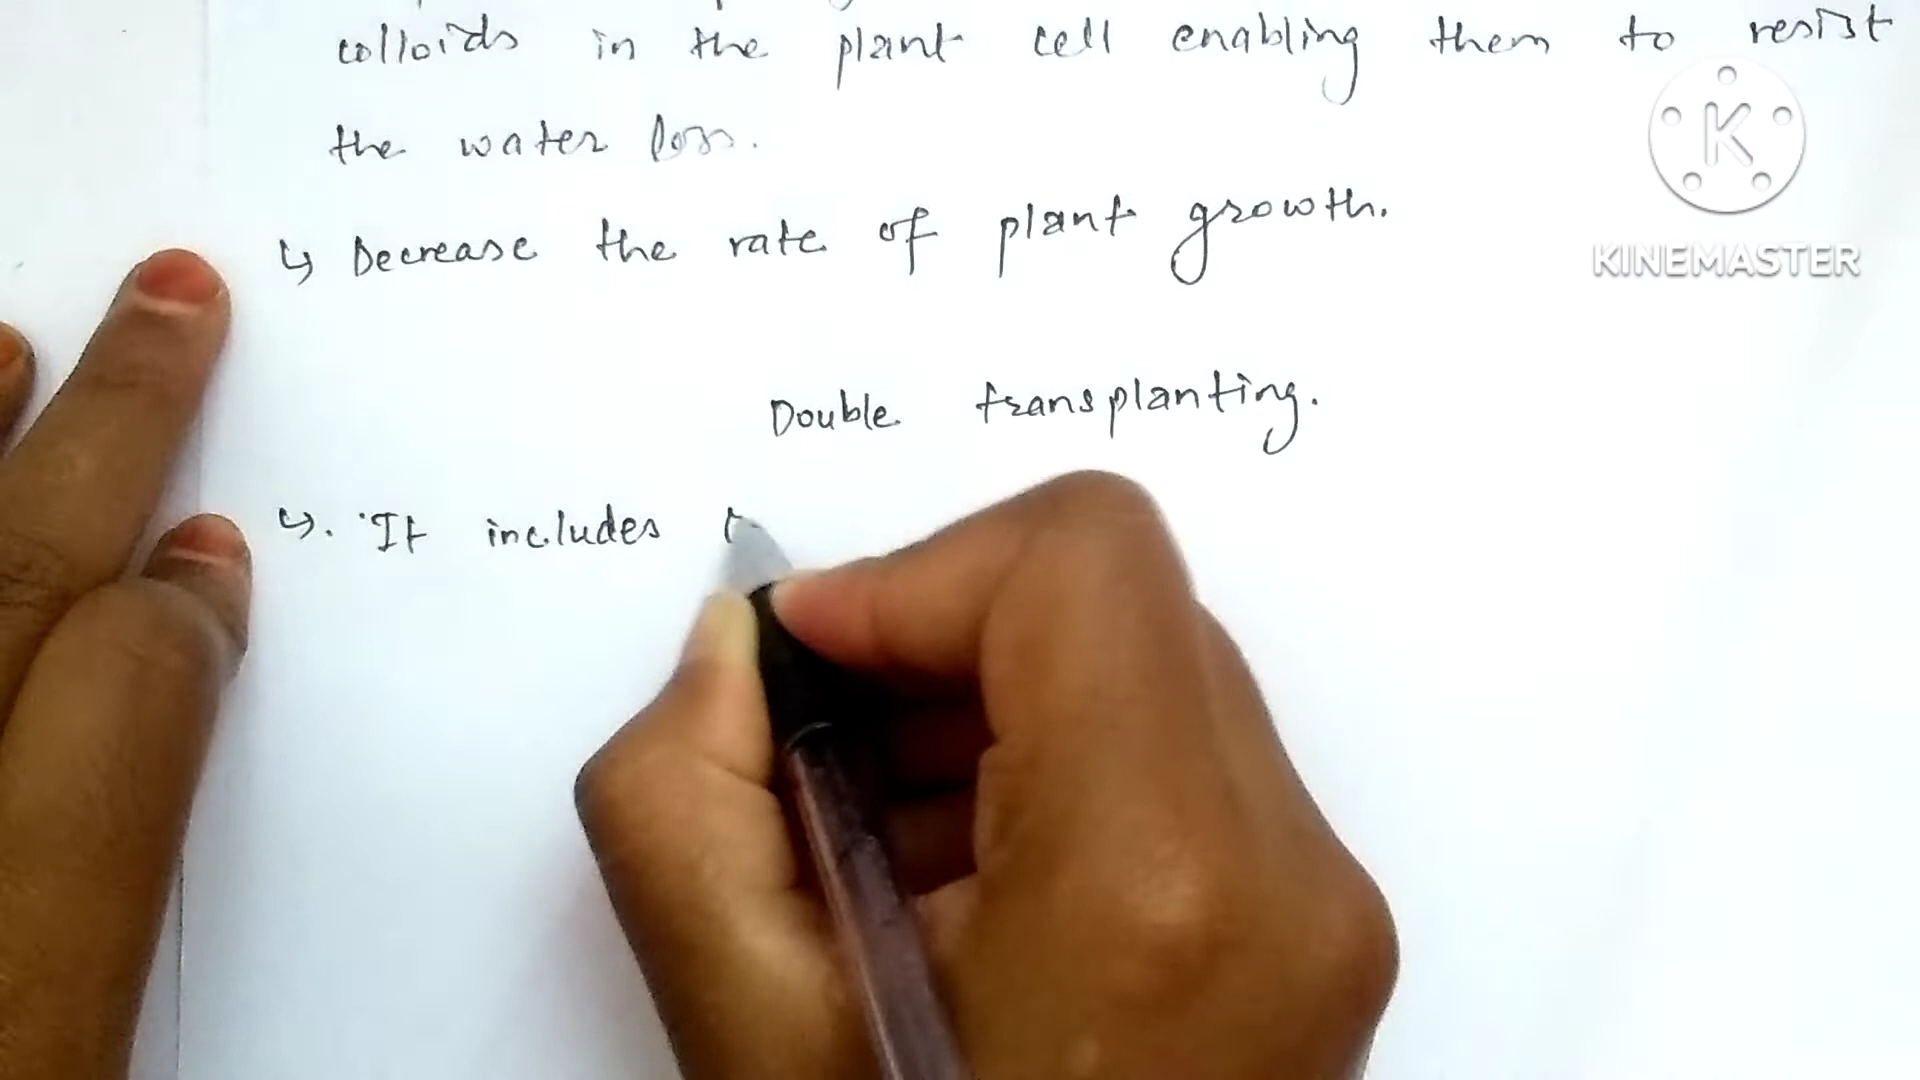 colloids in the plant cell enabling them to resist
the water loss.
↳ Decrease the rate of plant growth.
Double transplanting.
↳. It includes
K
KINEMASTER